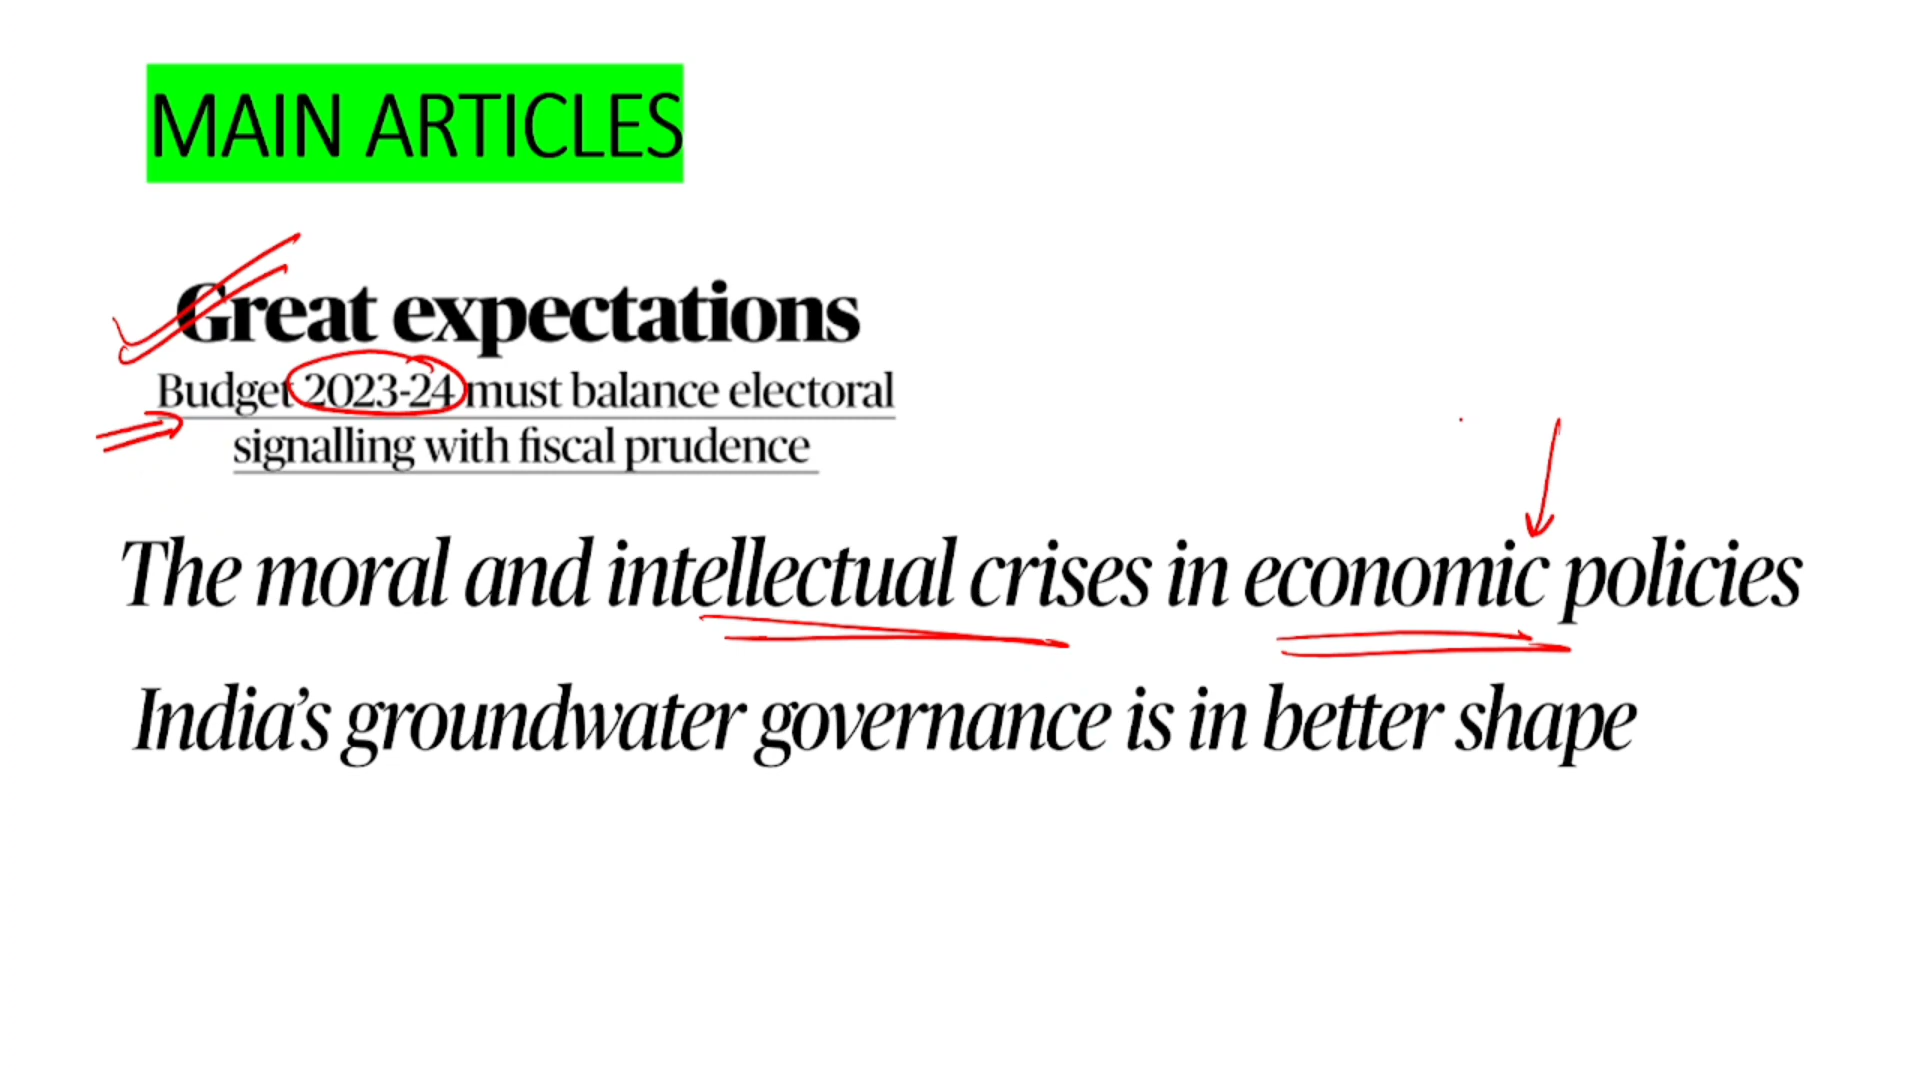 MAIN ARTICLES
Great expectations
Budget 2023-24 must balance electoral
signalling with fiscal prudence
The moral and intellectual crises in economic policies
India’s groundwater governance is in better shape